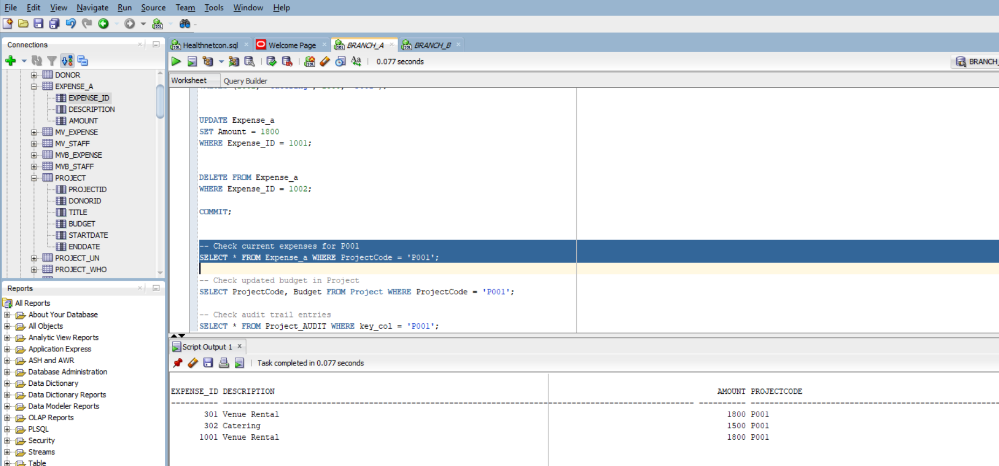 File Edit View Navigate Run Source Team Tools Window Help
Connections
DONOR
EXPENSE_A
EXPENSE_ID
DESCRIPTION
AMOUNT
MV_EXPENSE
MV_STAFF
MVB_EXPENSE
MVB_STAFF
PROJECT
PROJECTID
DONORID
TITLE
BUDGET
STARTDATE
ENDDATE
PROJECT_UN
PROJECT_WHO
Reports
All Reports
About Your Database
All Objects
Analytic View Reports
Application Express
ASH and AWR
Database Administration
Data Dictionary
Data Dictionary Reports
Data Modeler Reports
OLAP Reports
PLSQL
Security
Streams
Table
Healthnetcon.sql Welcome Page BRANCH_A BRANCH_B
0.077 seconds BRANCH_
Worksheet Query Builder
UPDATE Expense_a
SET Amount = 1800
WHERE Expense_ID = 1001;
DELETE FROM Expense_a
WHERE Expense_ID = 1002;
COMMIT;
-- Check current expenses for P001
SELECT * FROM Expense_a WHERE ProjectCode = 'P001';
-- Check updated budget in Project
SELECT ProjectCode, Budget FROM Project WHERE ProjectCode = 'P001';
-- Check audit trail entries
SELECT * FROM Project_AUDIT WHERE key_col = 'P001';
Script Output 1
Task completed in 0.077 seconds
EXPENSE_ID DESCRIPTION AMOUNT PROJECTCODE
301 Venue Rental 1800 P001
302 Catering 1500 P001
1001 Venue Rental 1800 P001